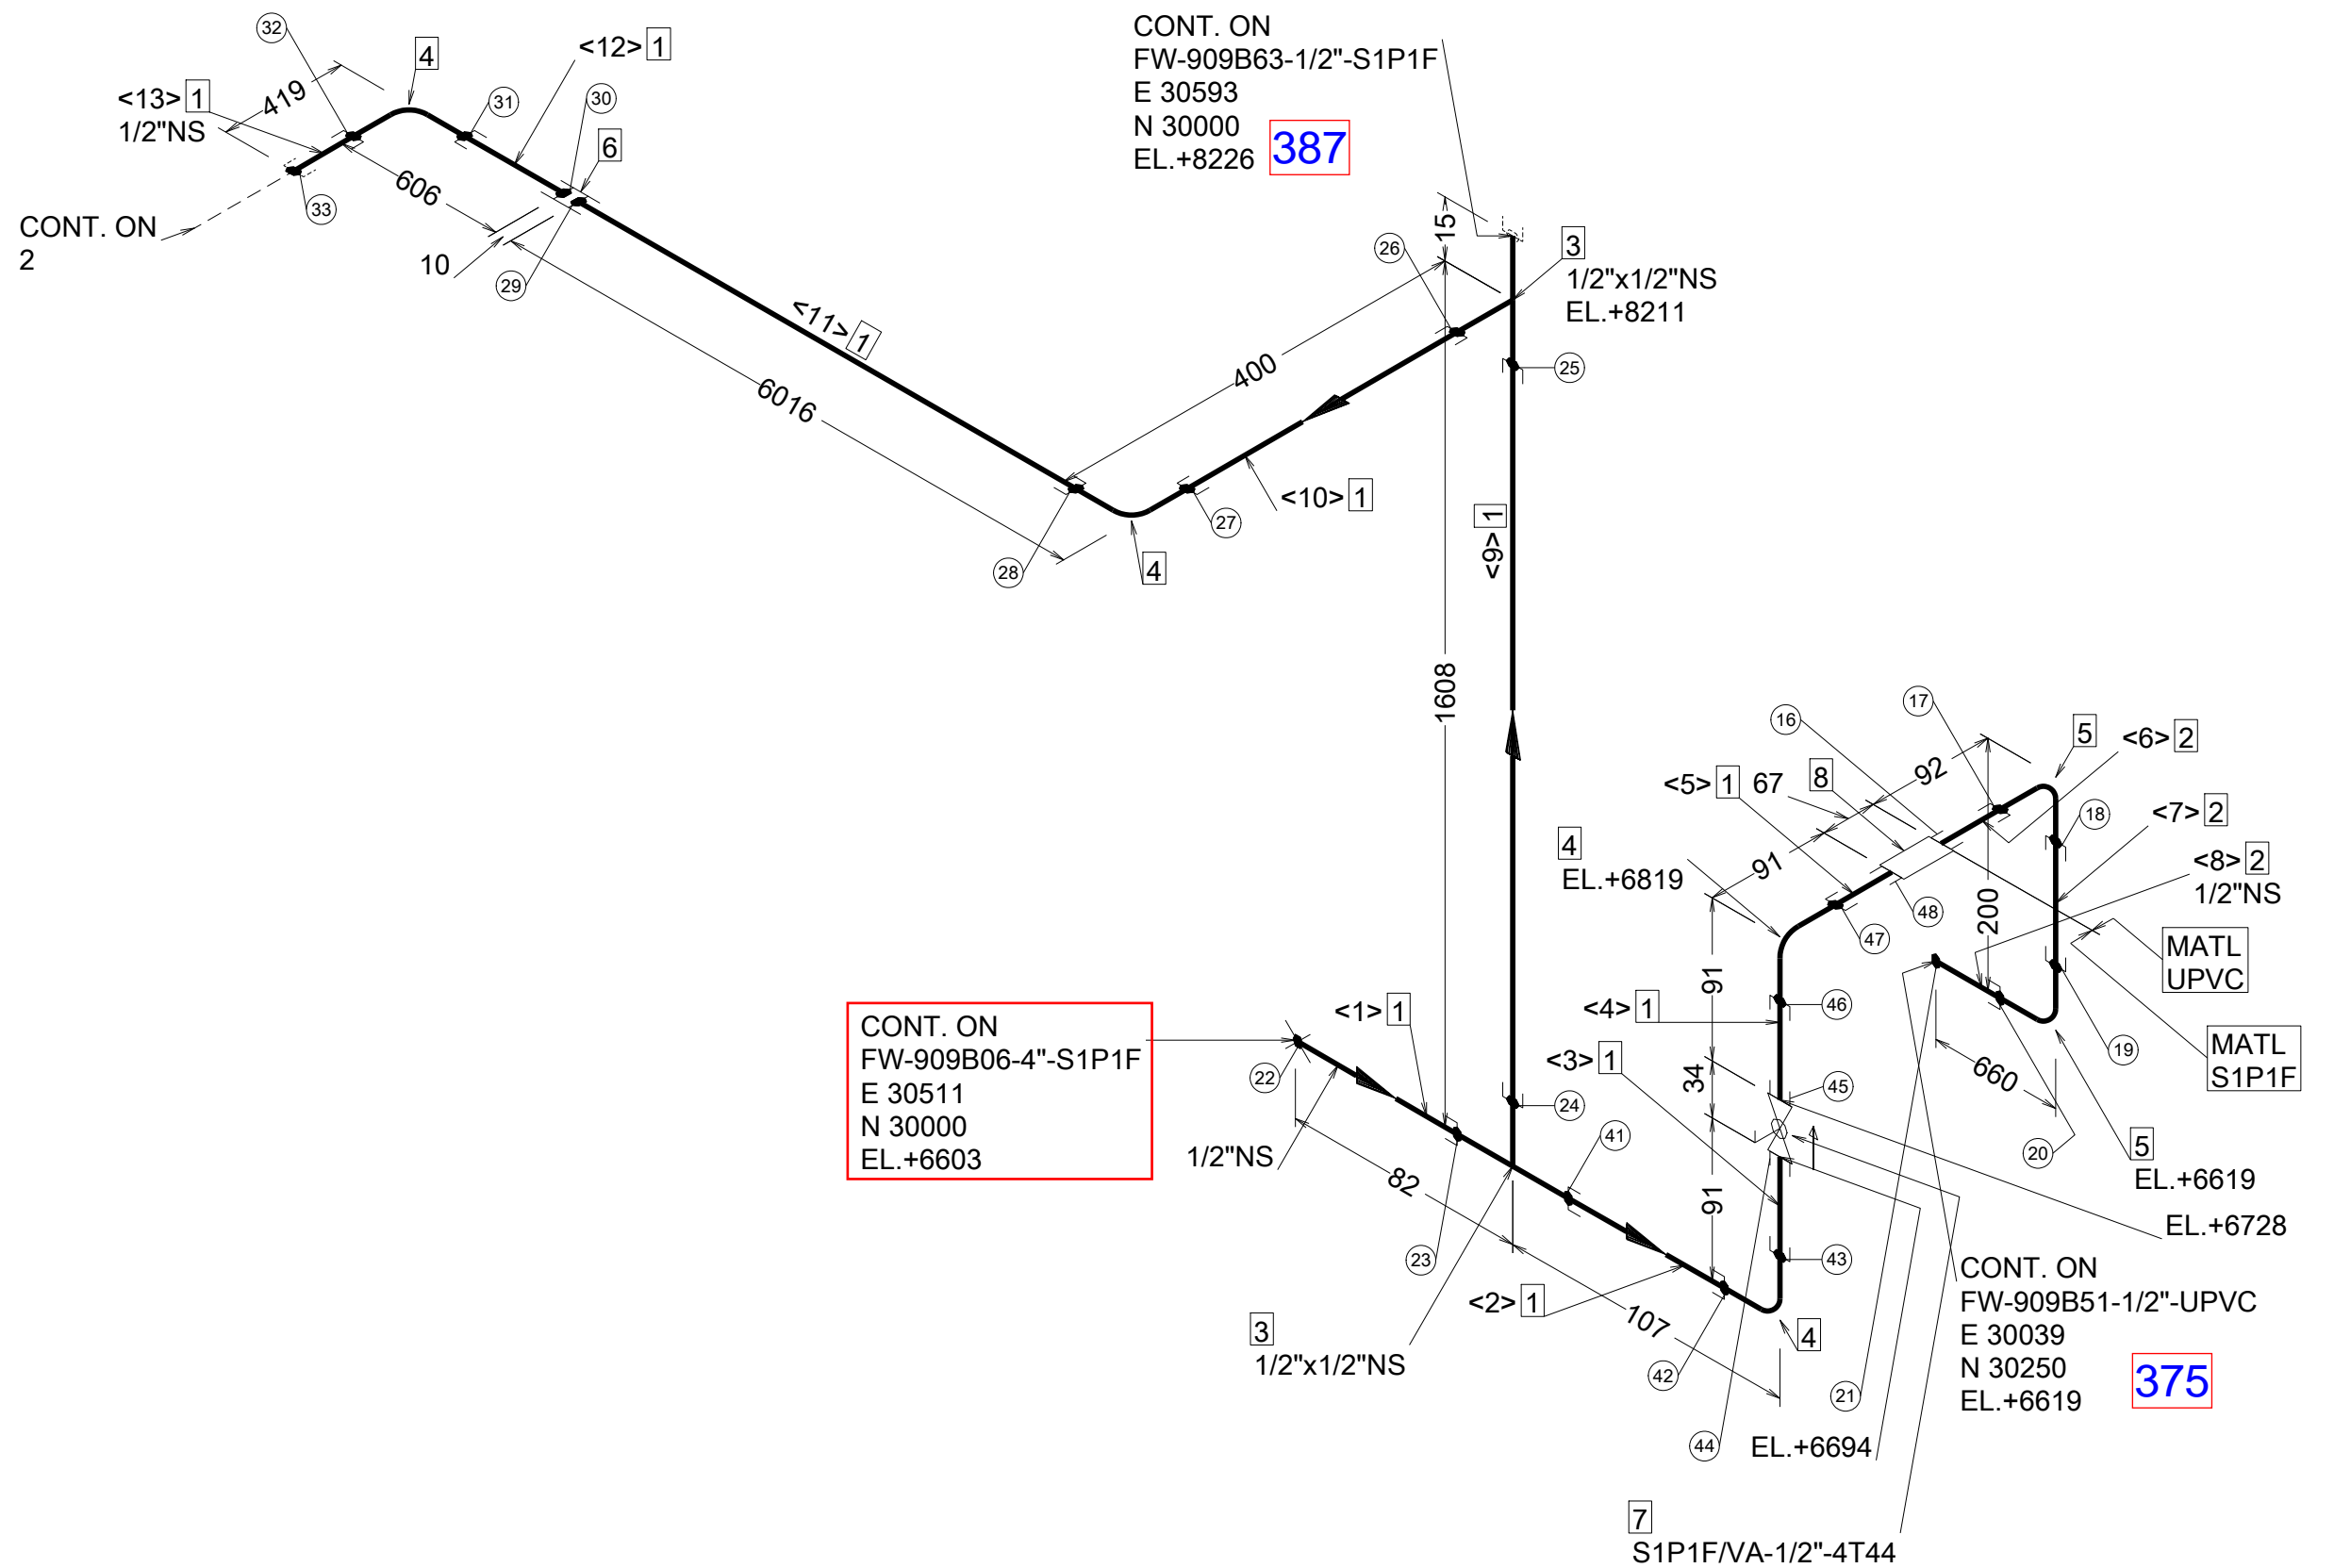 32
4
<12> 1
CONT. ON
FW-909B63-1/2"-S1P1F
E 30593
N 30000
EL.+8226
387
<13> 1
1/2"NS
419
31
30
6
606
33
CONT. ON
2
10
29
15
26
3
1/2"x1/2"NS
EL.+8211
<11> 1
6016
400
25
<10> 1
27
<9> 1
28
4
1608
17
16
5
<6> 2
92
<5> 1
67
8
<7> 2
18
4
EL.+6819
91
<8> 2
1/2"NS
200
48
47
MATL
UPVC
91
<4> 1
46
19
MATL
S1P1F
CONT. ON
FW-909B06-4"-S1P1F
E 30511
N 30000
EL.+6603
<1> 1
22
<3> 1
34
45
660
24
41
20
5
EL.+6619
1/2"NS
82
91
EL.+6728
23
43
<2> 1
107
3
1/2"x1/2"NS
4
42
CONT. ON
FW-909B51-1/2"-UPVC
E 30039
N 30250
EL.+6619
375
21
44
EL.+6694
7
S1P1F/VA-1/2"-4T44